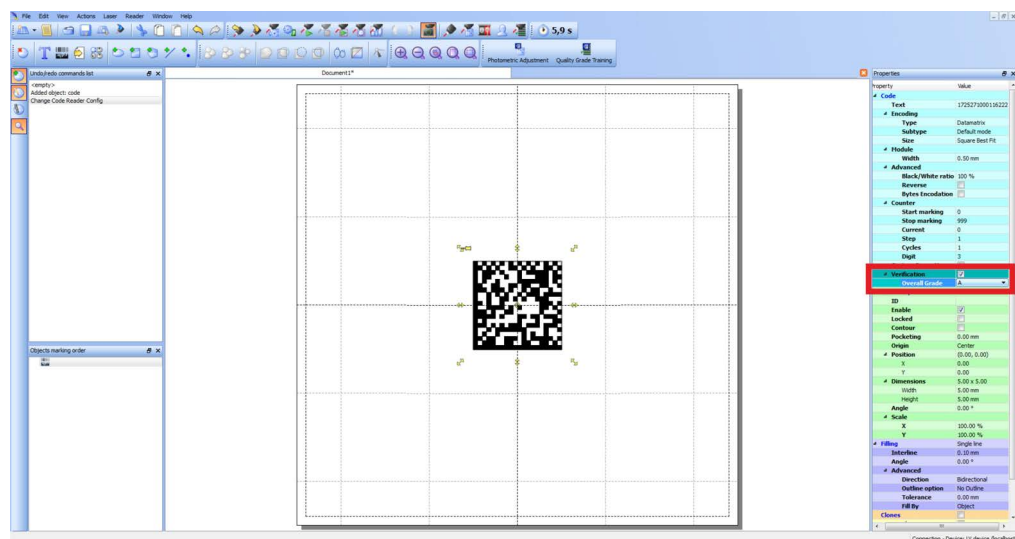 File Edit View Actions Laser Reader Window Help
5,9 s
T
Photometric Adjustment Quality Grade Training
Undo/redo commands list
Document1*
Properties
<empty>
Added object: code
Change Code Reader Config
Property Value
Code
Text 1725271000116222
Encoding
Type Datamatrix
Subtype Default mode
Size Square Best Fit
Module
Width 0.50 mm
Advanced
Black/White ratio 100 %
Reverse
Bytes Encodation
Counter
Start marking 0
Stop marking 999
Current 0
Step 1
Cycles 1
Digit 3
Verification
Overall Grade A
ID
Enable
Locked
Contour
Pocketing 0.00 mm
Origin Center
Position (0.00, 0.00)
X 0.00
Y 0.00
Dimensions 5.00 x 5.00
Width 5.00 mm
Height 5.00 mm
Angle 0.00 °
Scale
X 100.00 %
Y 100.00 %
Filling Single line
Interline 0.10 mm
Angle 0.00 °
Advanced
Direction Bidirectional
Outline option No Outline
Tolerance 0.00 mm
Fill By Object
Clones
Objects marking order